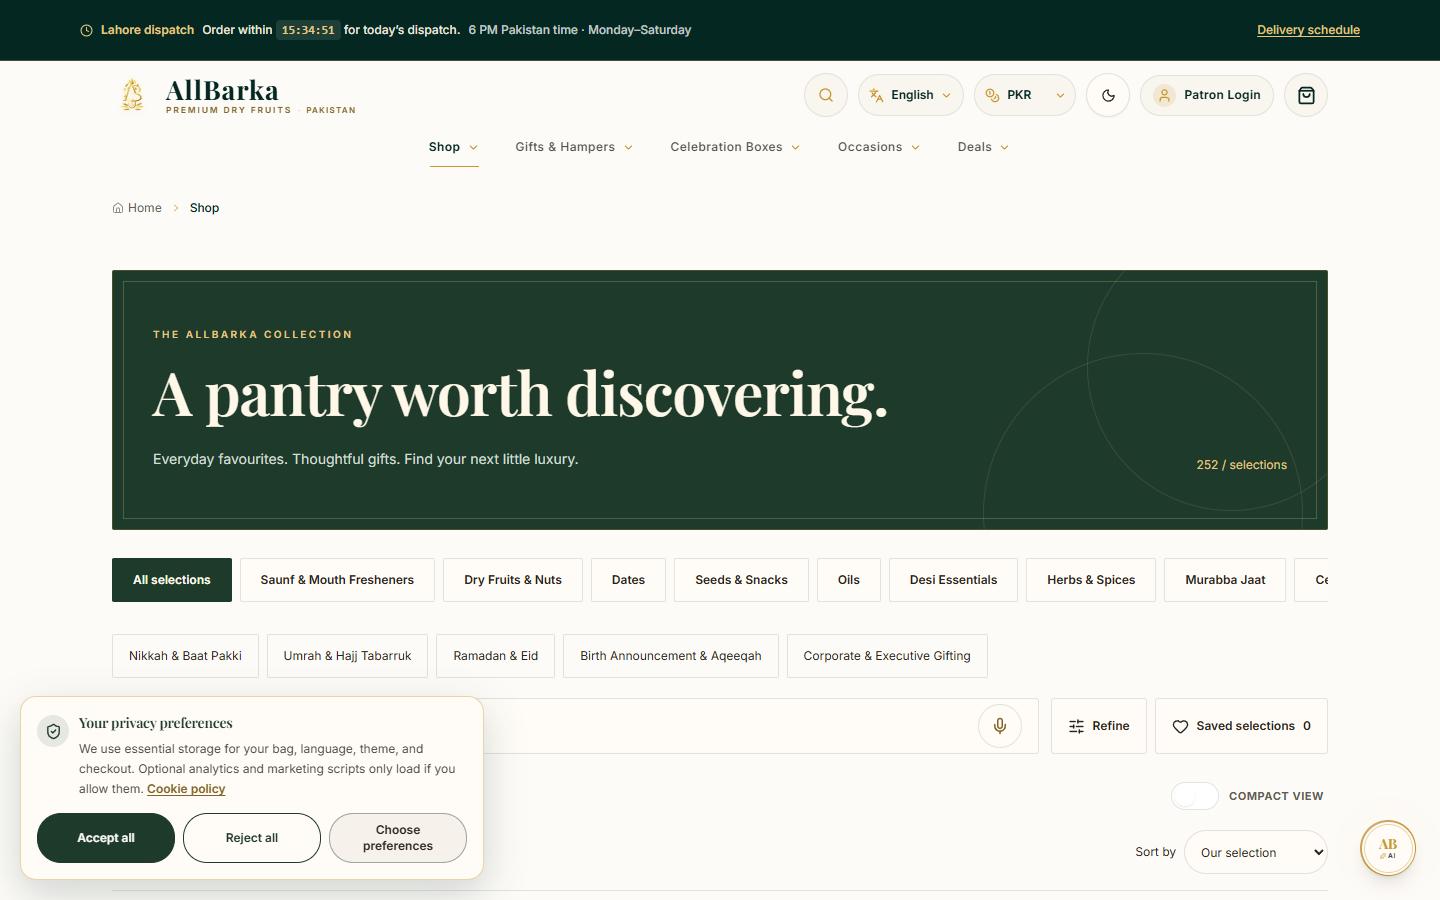 Lahore dispatch Order within 15:34:51 for today's dispatch. 6 PM Pakistan time · Monday–Saturday Delivery schedule
AllBarka
PREMIUM DRY FRUITS · PAKISTAN
English PKR Patron Login
Shop Gifts & Hampers Celebration Boxes Occasions Deals
Home Shop
THE ALLBARKA COLLECTION
A pantry worth discovering.
Everyday favourites. Thoughtful gifts. Find your next little luxury.
252 / selections
All selections Saunf & Mouth Fresheners Dry Fruits & Nuts Dates Seeds & Snacks Oils Desi Essentials Herbs & Spices Murabba Jaat
Nikkah & Baat Pakki Umrah & Hajj Tabarruk Ramadan & Eid Birth Announcement & Aqeeqah Corporate & Executive Gifting
Refine Saved selections 0
COMPACT VIEW
Sort by Our selection
Your privacy preferences
We use essential storage for your bag, language, theme, and
checkout. Optional analytics and marketing scripts only load if you
allow them. Cookie policy
Accept all Reject all Choose
preferences
AB
AI